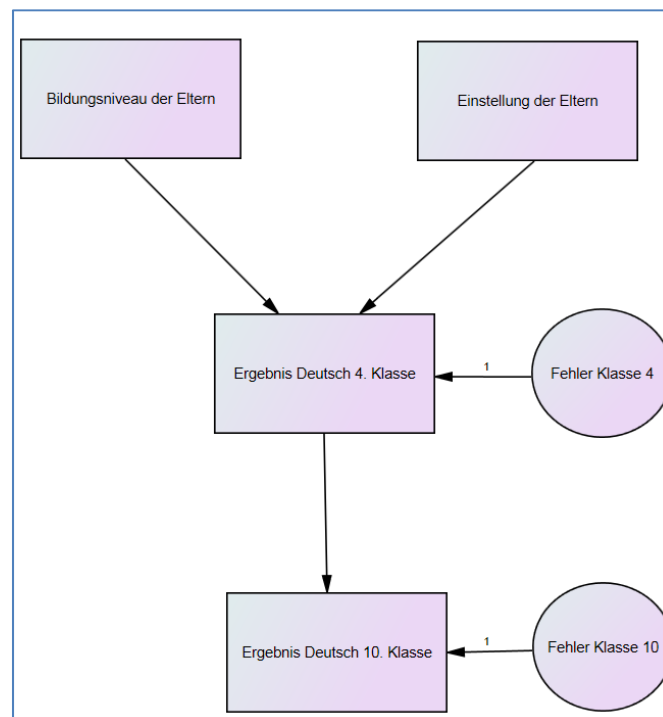 Bildungsniveau der Eltern
Einstellung der Eltern
Ergebnis Deutsch 4. Klasse
1
Fehler Klasse 4
Ergebnis Deutsch 10. Klasse
1
Fehler Klasse 10